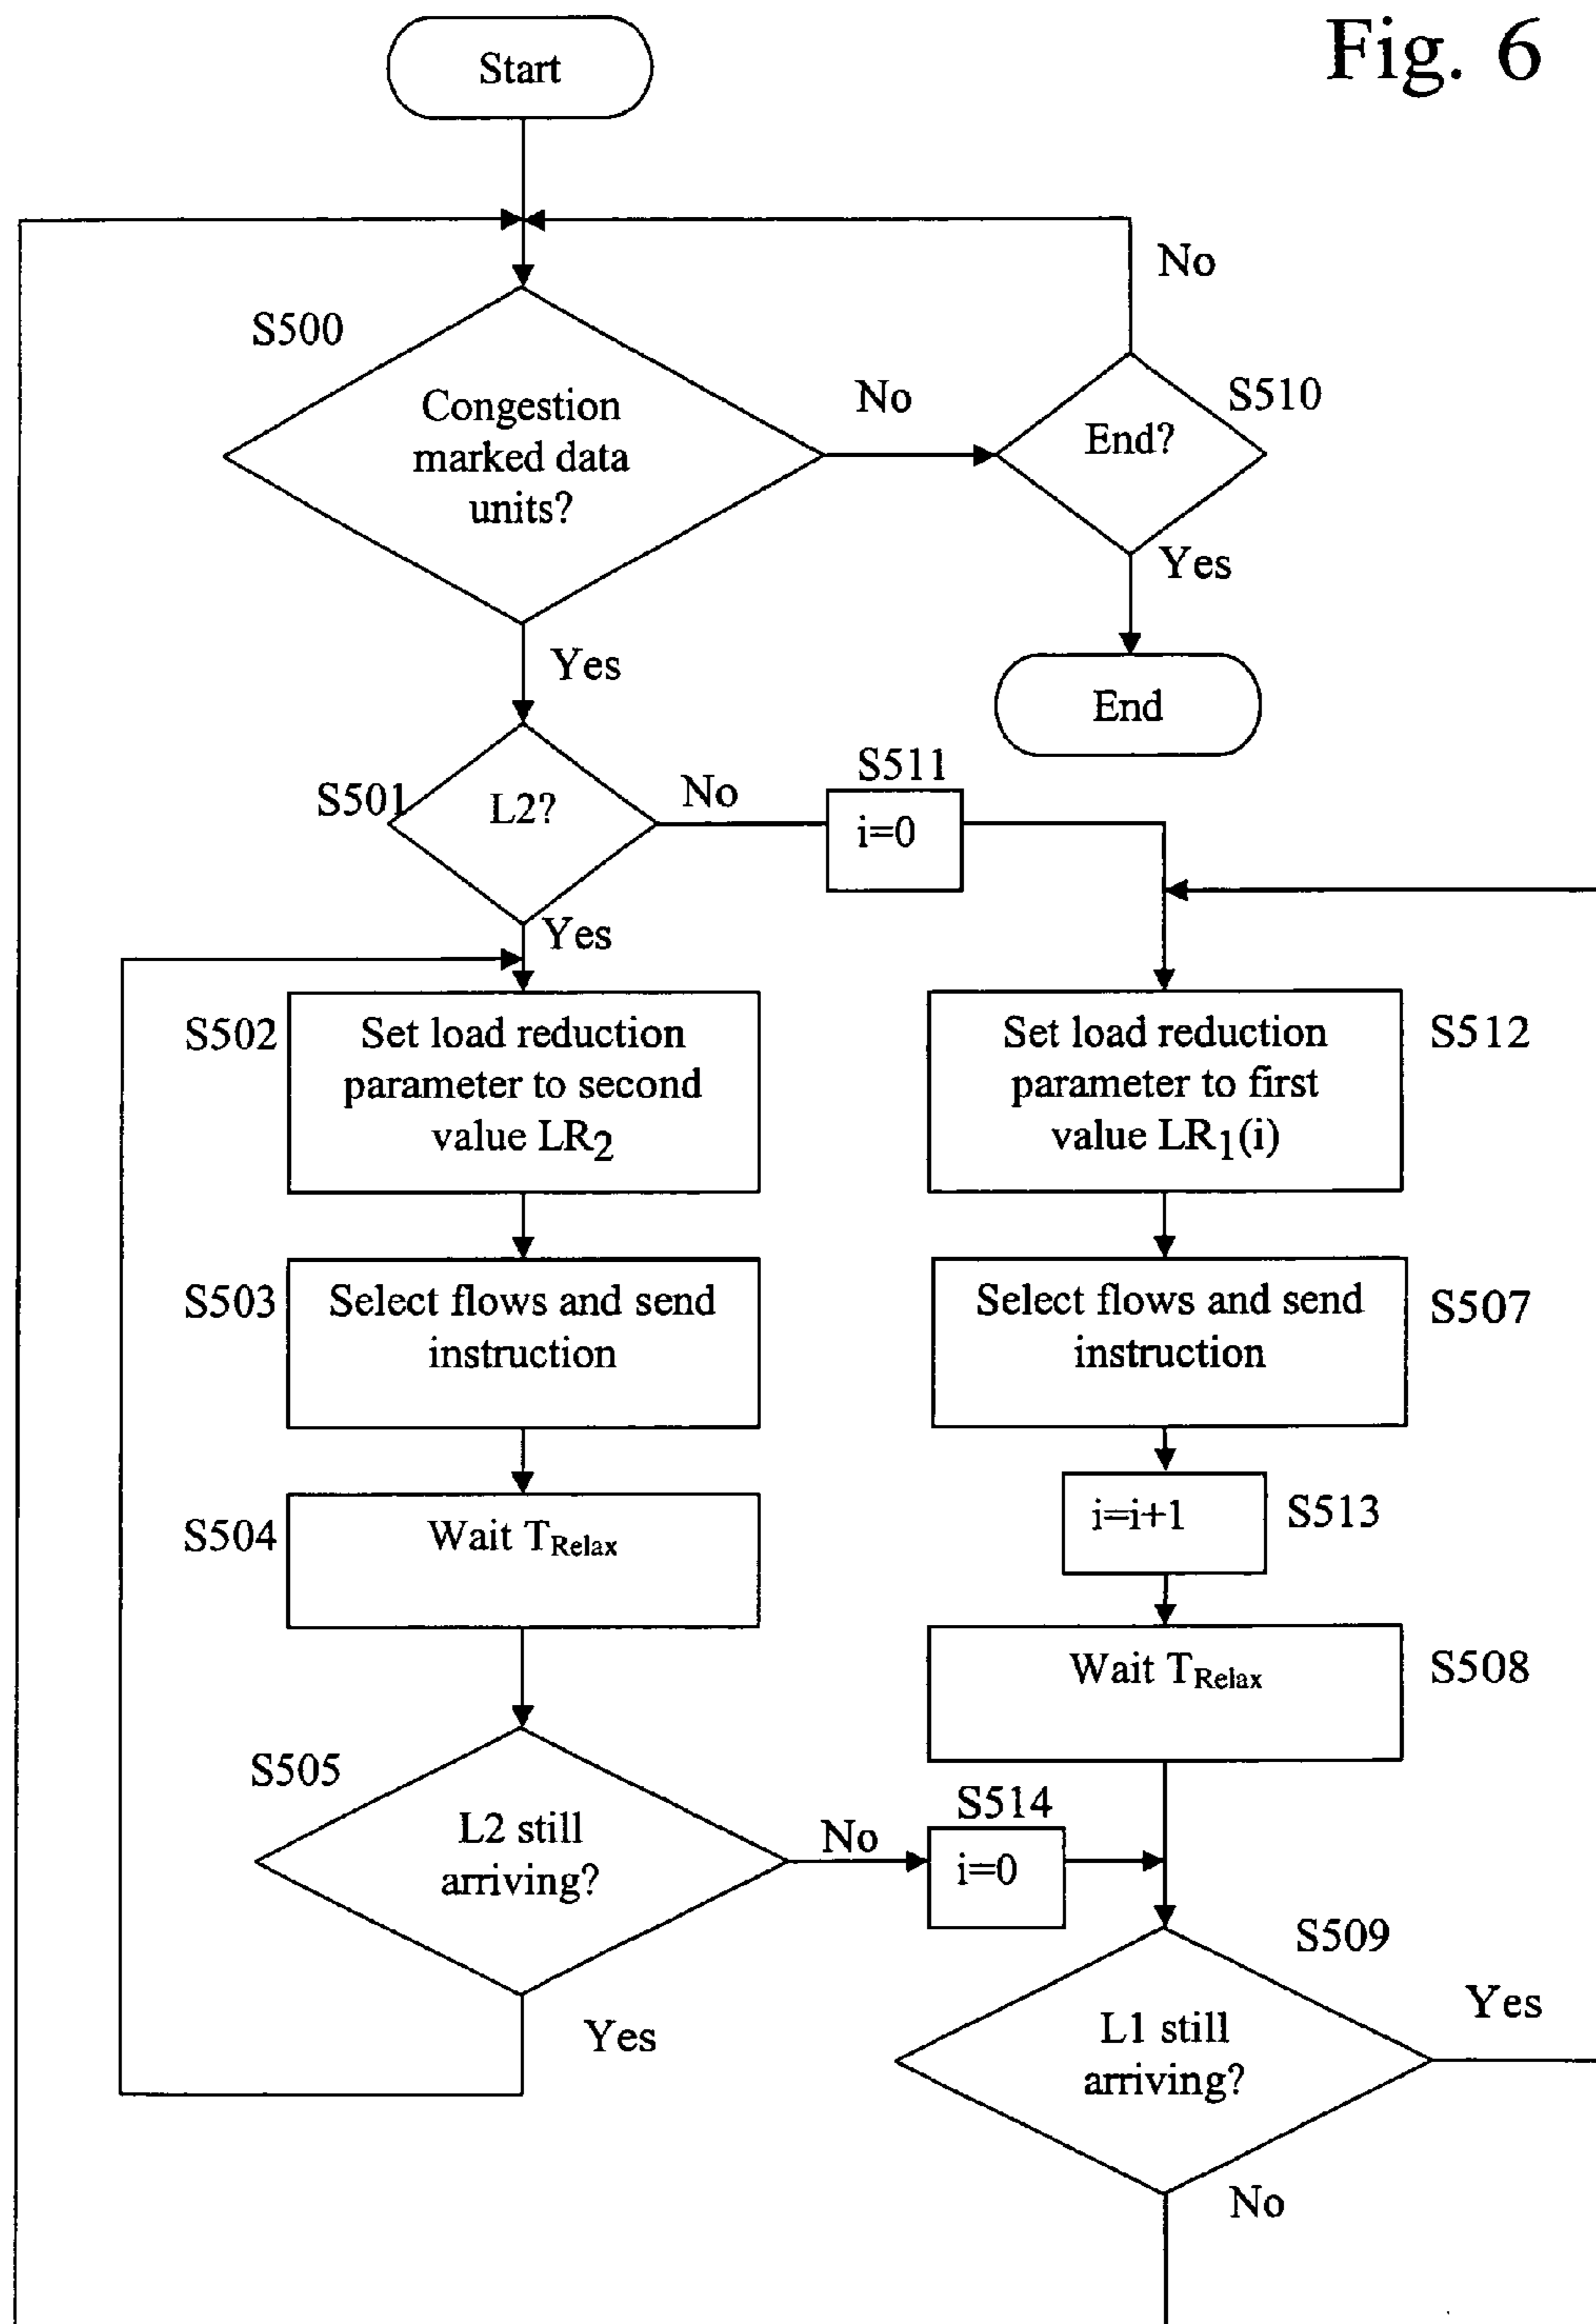 Fig. 6
Start
No
S500
Congestion
marked data
units?
No
S510
End?
Yes
Yes
End
S501
L2?
No
S511
i=0
Yes
S502
Set load reduction
parameter to second
value LR2
Set load reduction
parameter to first
value LR1(i)
S512
S503
Select flows and send
instruction
Select flows and send
instruction
S507
S504
Wait TRelax
i=i+1
S513
Wait TRelax
S508
S505
L2 still
arriving?
No
S514
i=0
Yes
S509
L1 still
arriving?
Yes
No